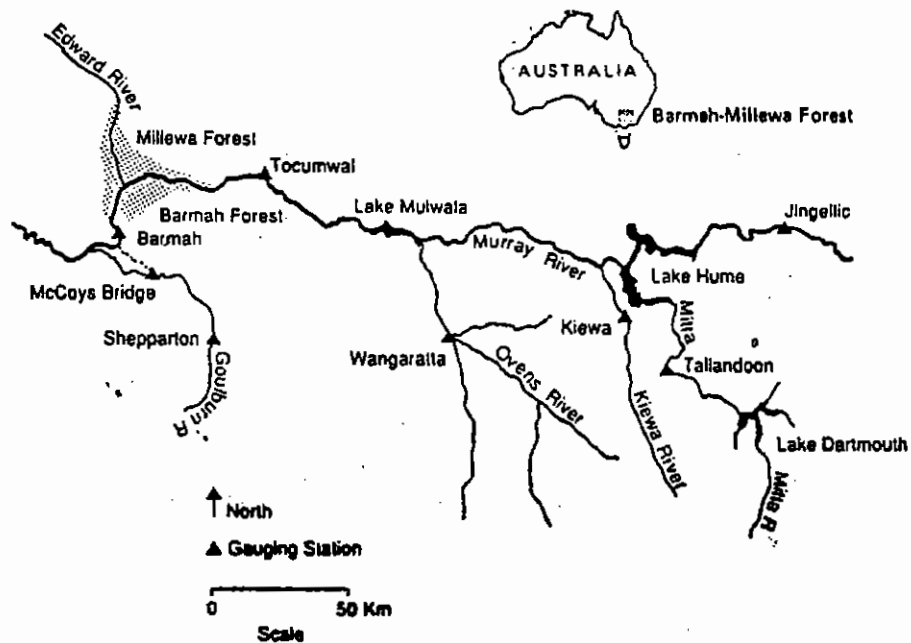 Edward River
AUSTRALIA
Barmah-Millewa Forest
Millewa Forest
Tocumwal
Barmah Forest
Lake Mulwala
Jingellic
Barmah
Murray River
Lake Hume
McCoys Bridge
Mitta
Shepparton
Kiewa
Wangaratta
Tallandoon
Ovens River
Goulburn R
Kiewa River
Lake Dartmouth
Mitta R
North
Gauging Station
0 50 Km
Scale